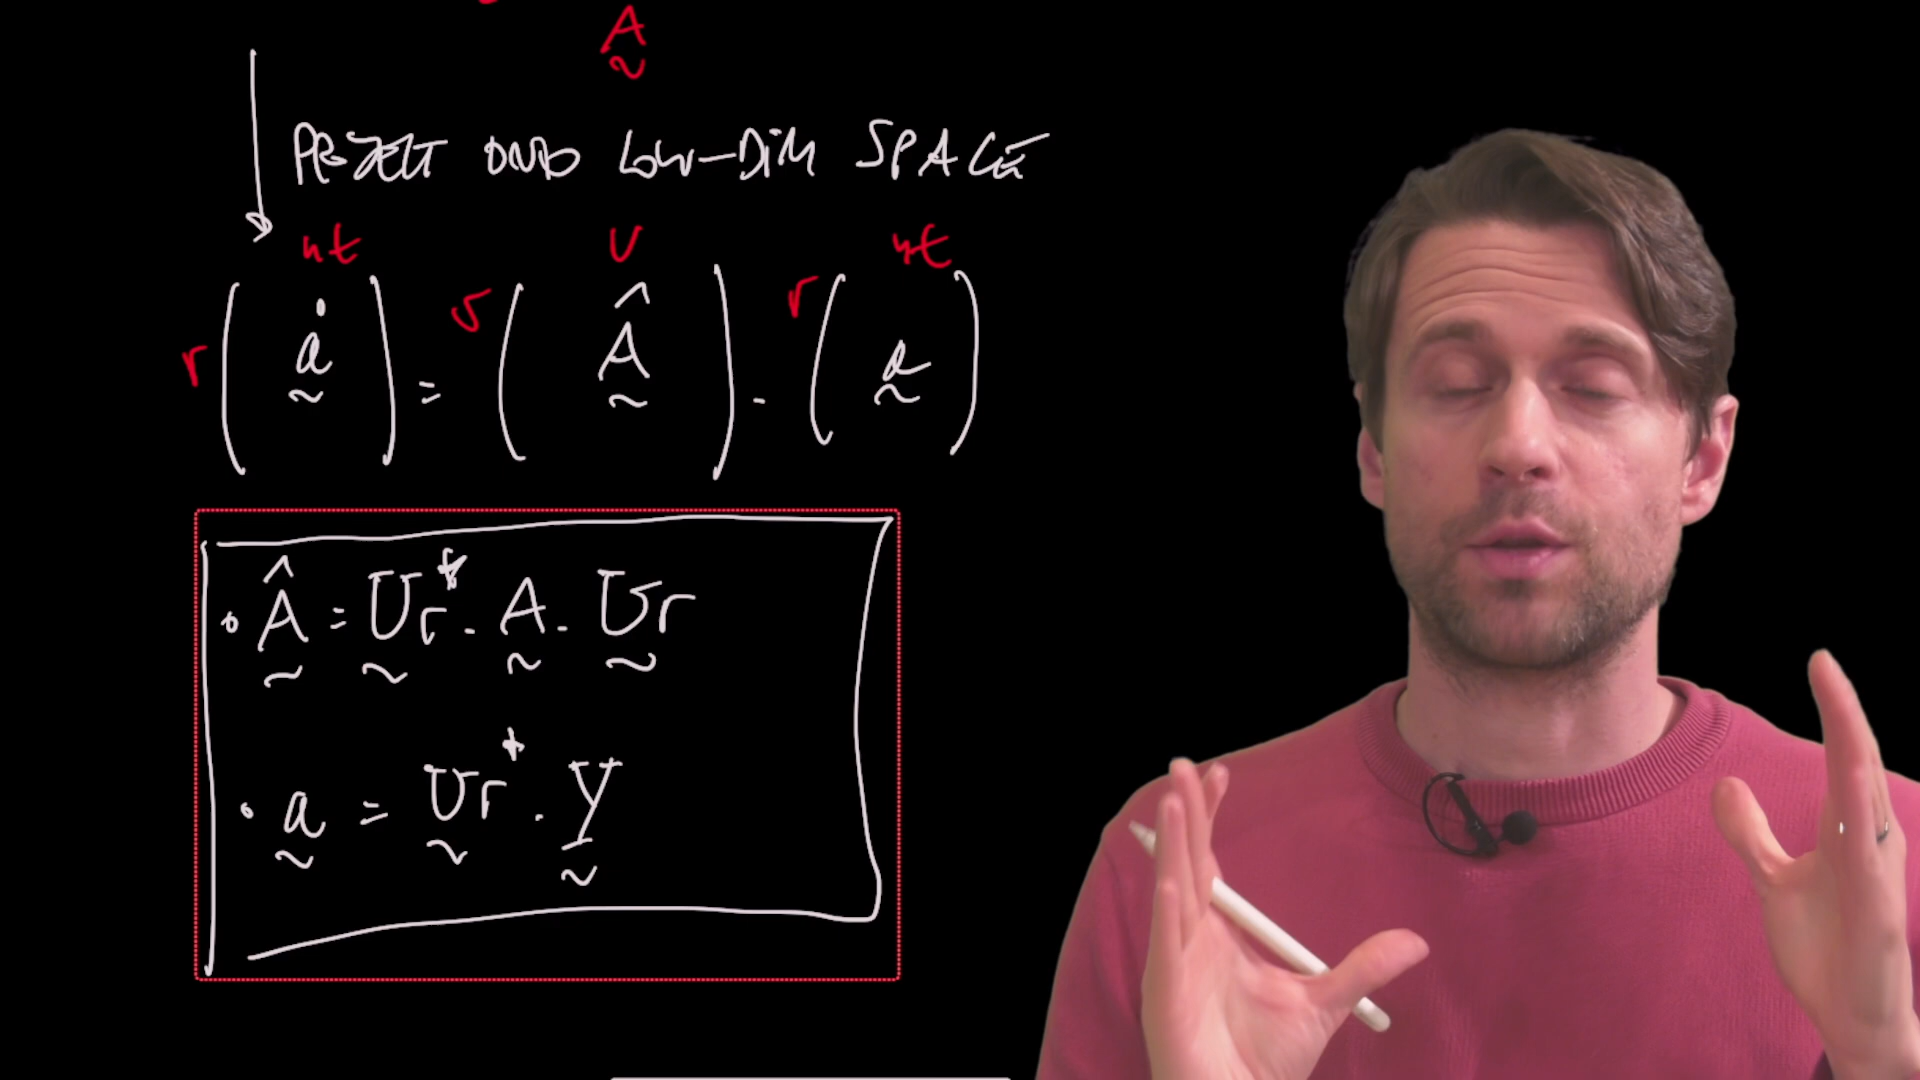 A
PROJECT ONTO LOW-DIM SPACE
nt r nt
r ( ȧ ) = r ( Â ) . r ( a )
• Â = Ur* . A . Ur
• a = Ur* . Y